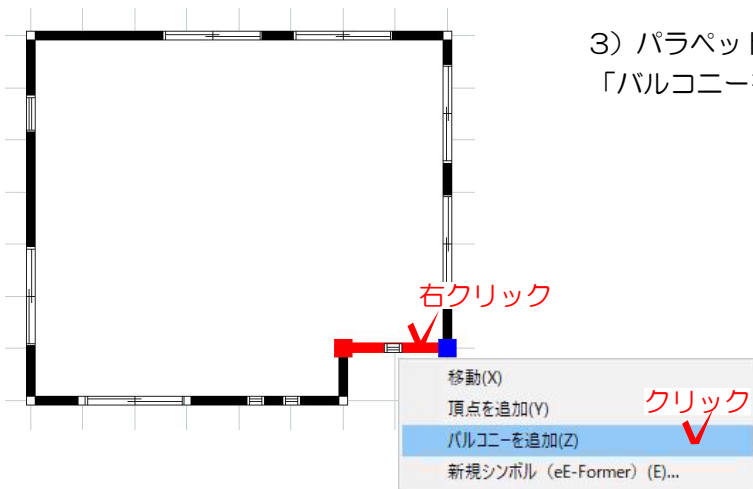 3）パラペット
「バルコニーを
右クリック
移動(X)
頂点を追加(Y)
クリック
バルコニーを追加(Z)
新規シンボル（eE-Former）(E)...